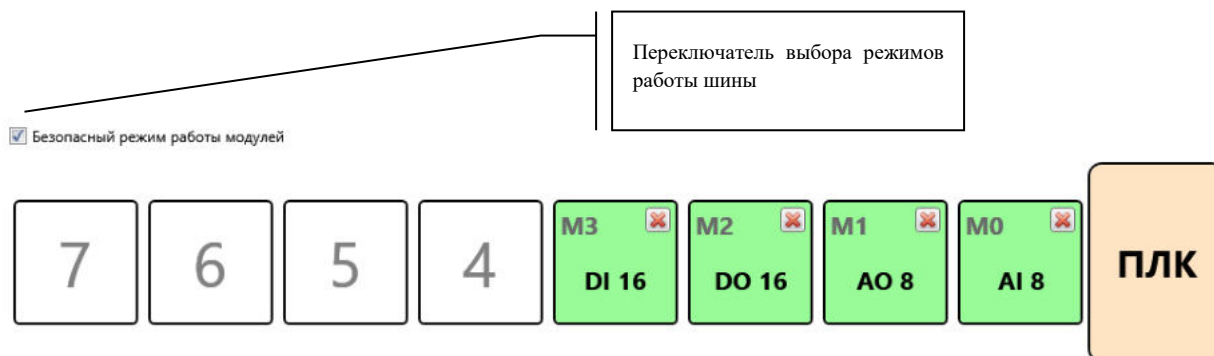 Переключатель выбора режимов
работы шины
Безопасный режим работы модулей
7
6
5
4
M3
DI 16
M2
DO 16
M1
AO 8
M0
AI 8
ПЛК